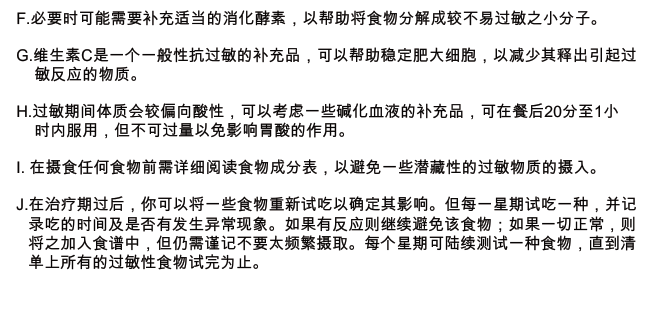 F.必要时可能需要补充适当的消化酵素，以帮助将食物分解成较不易过敏之小分子。
G.维生素C是一个一般性抗过敏的补充品，可以帮助稳定肥大细胞，以减少其释出引起过
敏反应的物质。
H.过敏期间体质会较偏向酸性，可以考虑一些碱化血液的补充品，可在餐后20分至1小
时内服用，但不可过量以免影响胃酸的作用。
I. 在摄食任何食物前需详细阅读食物成分表，以避免一些潜藏性的过敏物质的摄入。
J.在治疗期过后，你可以将一些食物重新试吃以确定其影响。但每一星期试吃一种，并记
录吃的时间及是否有发生异常现象。如果有反应则继续避免该食物；如果一切正常，则
将之加入食谱中，但仍需谨记不要太频繁摄取。每个星期可陆续测试一种食物，直到清
单上所有的过敏性食物试完为止。